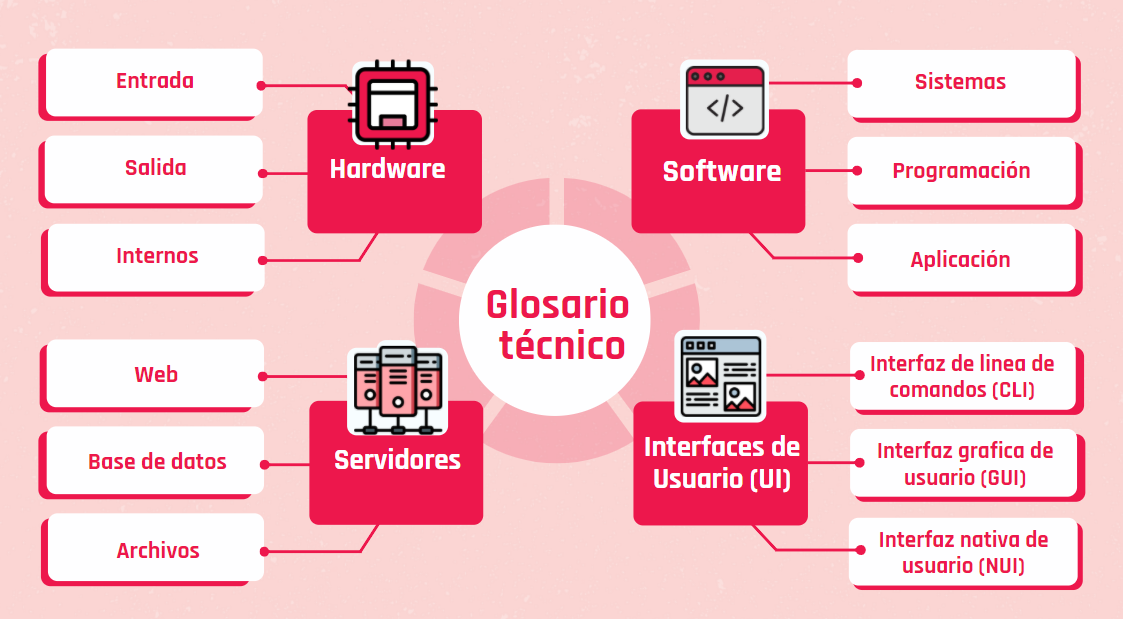 Glosario
técnico
Hardware
Entrada
Salida
Internos
Software
</>
Sistemas
Programación
Aplicación
Servidores
Web
Base de datos
Archivos
Interfaces de
Usuario (UI)
Interfaz de linea de
comandos (CLI)
Interfaz grafica de
usuario (GUI)
Interfaz nativa de
usuario (NUI)